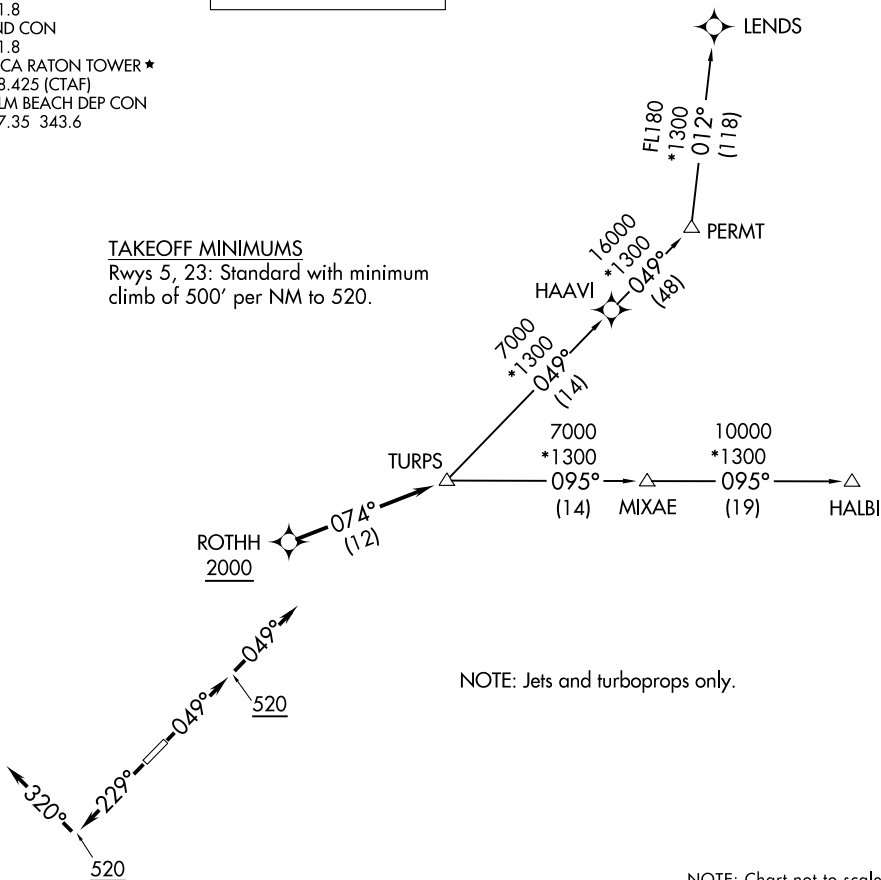 1.8
ND CON
1.8
CA RATON TOWER★
8.425 (CTAF)
LM BEACH DEP CON
7.35 343.6
LENDS
FL180
*1300
012°
(118)
PERMT
TAKEOFF MINIMUMS
Rwys 5, 23: Standard with minimum
climb of 500' per NM to 520.
16000
*1300
049°
(48)
HAAVI
7000
*1300
049°
(14)
TURPS
7000
*1300
095°
(14)
MIXAE
10000
*1300
095°
(19)
HALBI
074°
(12)
ROTHH
2000
049°
520
049°
229°
320°
520
NOTE: Jets and turboprops only.
NOTE: Chart not to scale